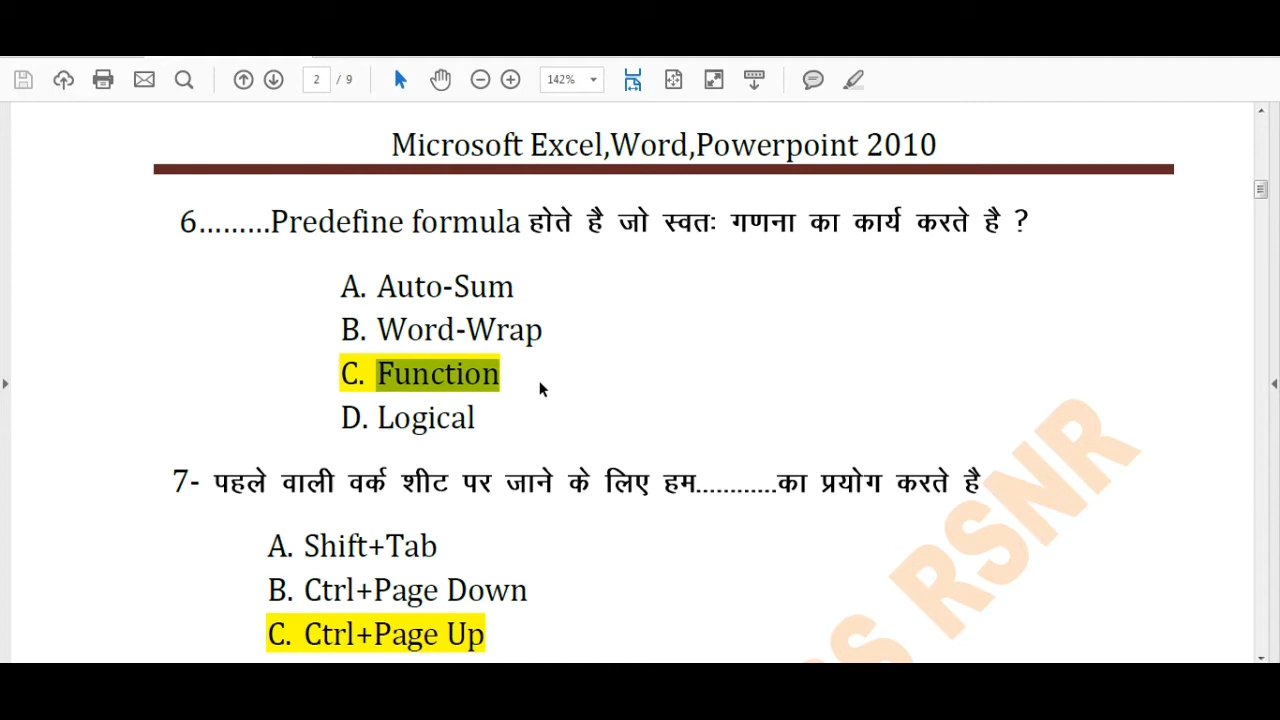 2 / 9
142%
Microsoft Excel,Word,Powerpoint 2010
6.........Predefine formula होते है जो स्वतः गणना का कार्य करते है ?
A. Auto-Sum
B. Word-Wrap
C. Function
D. Logical
7- पहले वाली वर्क शीट पर जाने के लिए हम............का प्रयोग करते है
A. Shift+Tab
B. Ctrl+Page Down
C. Ctrl+Page Up
S RSNR